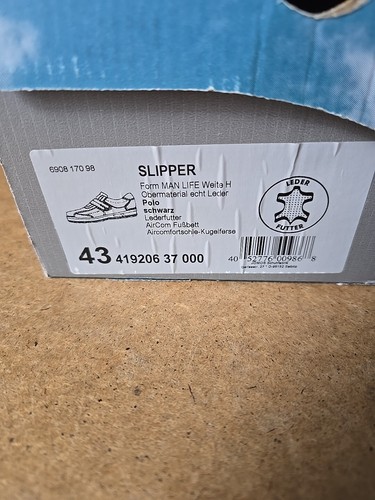 6908 170 98
SLIPPER
Form MAN LIFE Weite H
Obermaterial echt Leder
Polo
schwarz
Lederfutter
AirCom Fußbett
Aircomfortschle-Kugelferse
LEDER
FUTTER
43 419206 37 000
40 52776 00986 8